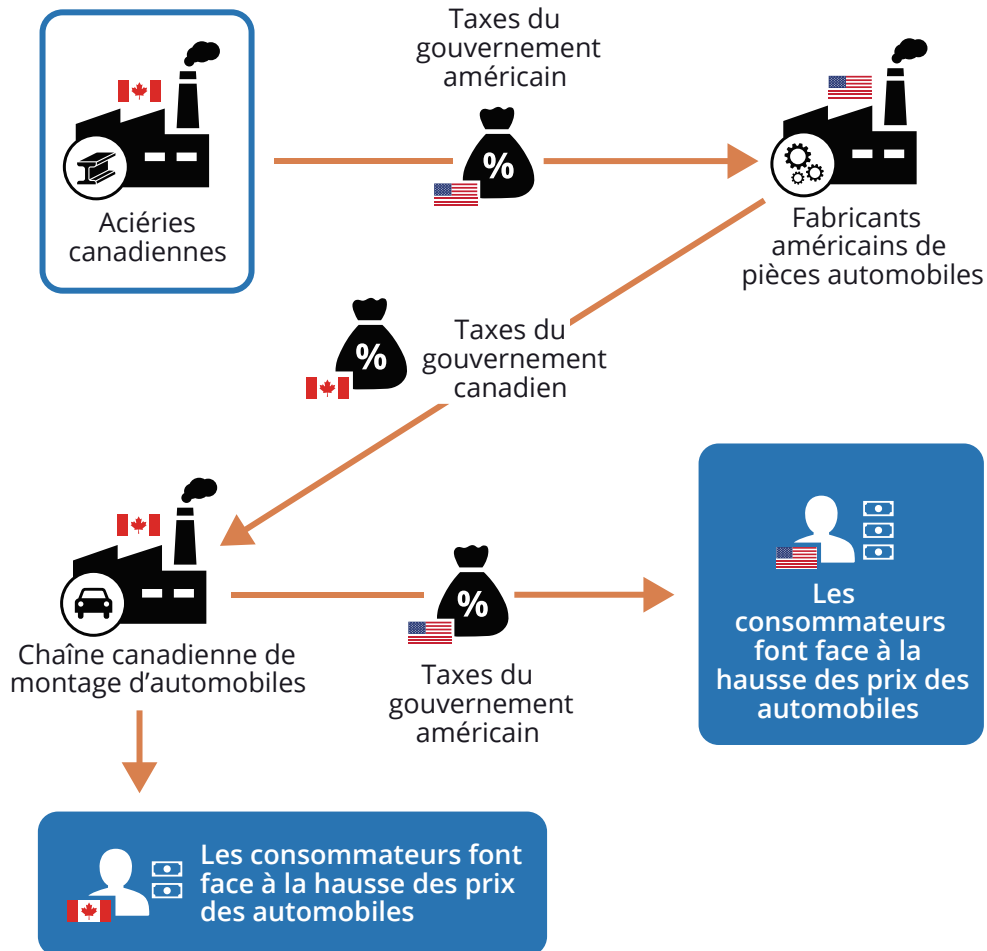 Taxes du
gouvernement
américain
%
Aciéries
canadiennes
Fabricants
américains de
pièces automobiles
%
Taxes du
gouvernement
canadien
Chaîne canadienne de
montage d'automobiles
%
Taxes du
gouvernement
américain
Les
consommateurs
font face à la
hausse des prix des
automobiles
Les consommateurs font
face à la hausse des prix
des automobiles